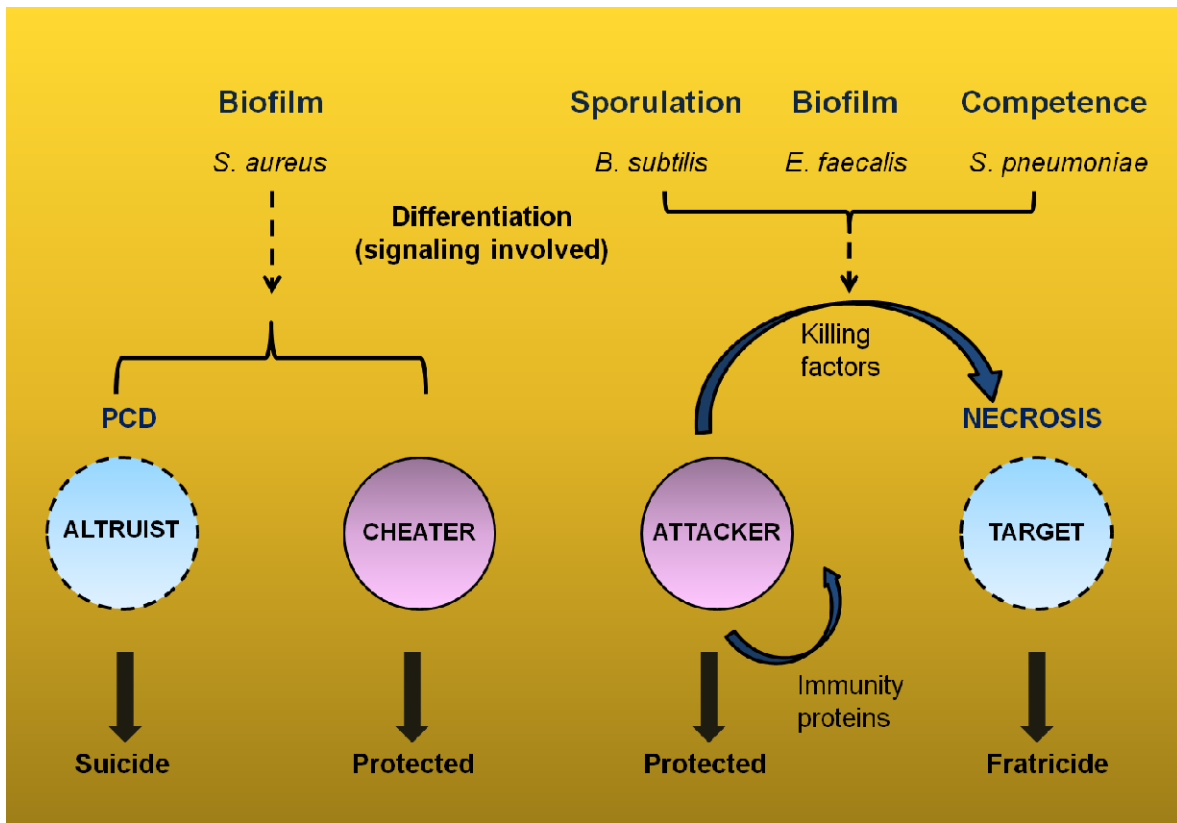 Biofilm
Sporulation
Biofilm
Competence
S. aureus
B. subtilis
E. faecalis
S. pneumoniae
Differentiation
(signaling involved)
Killing
factors
PCD
NECROSIS
ALTRUIST
CHEATER
ATTACKER
TARGET
Immunity
proteins
Suicide
Protected
Protected
Fratricide